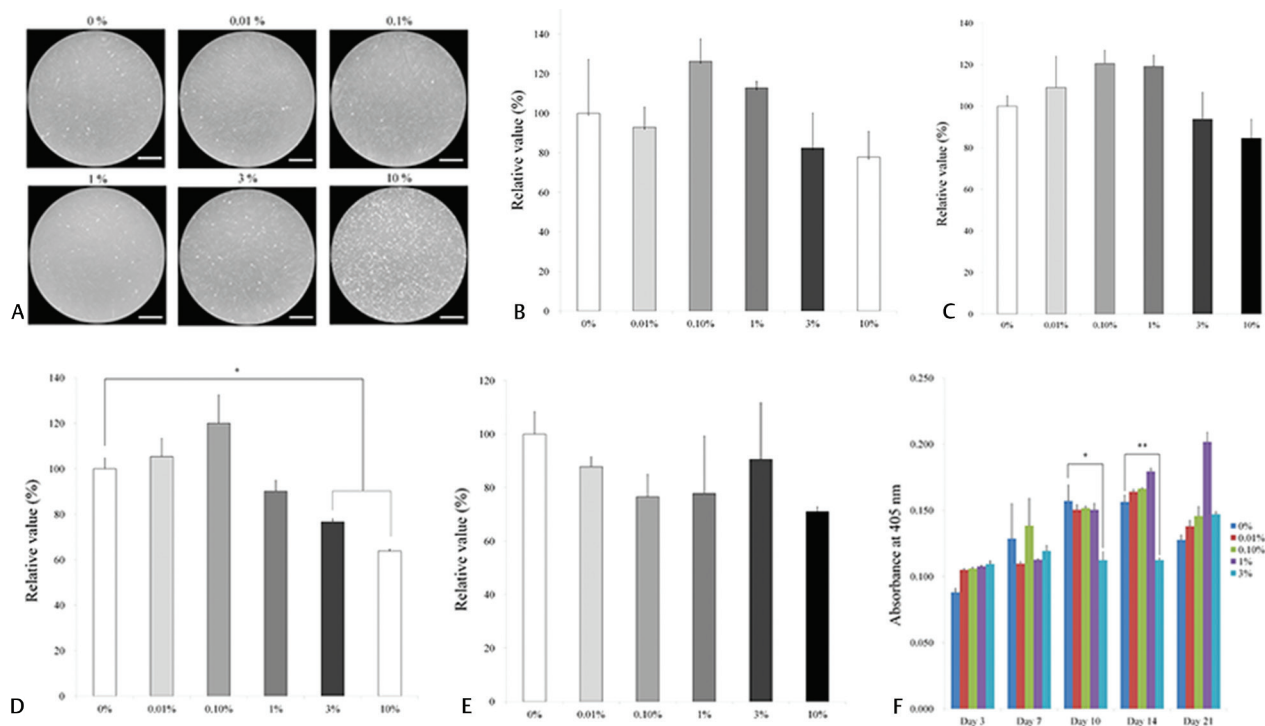 0 % 0.01 % 0.1%
1 % 3 % 10 %
A
Relative value (%)
140
120
100
80
60
40
20
0
0% 0.01% 0.10% 1% 3% 10%
B
Relative value (%)
140
120
100
80
60
40
20
0
0% 0.01% 0.10% 1% 3% 10%
C
Relative value (%)
140
120
100
80
60
40
20
0
*
0% 0.01% 0.10% 1% 3% 10%
D
Relative value (%)
120
100
80
60
40
20
0
0% 0.01% 0.10% 1% 3% 10%
E
Absorbance at 405 nm
0.250
0.200
0.150
0.100
0.050
0.000
* **
0%
0.01%
0.10%
1%
3%
Day 3 Day 7 Day 10 Day 14 Day 21
F